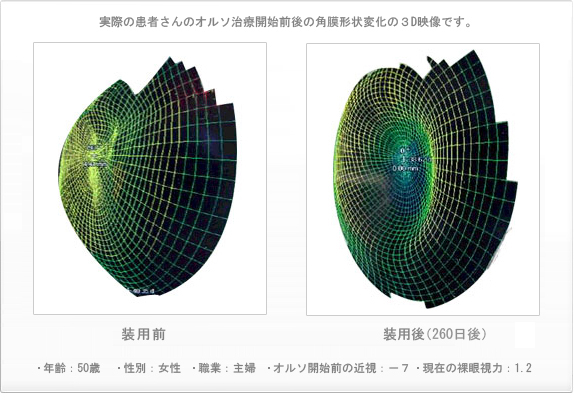 実際の患者さんのオルソ治療開始前後の角膜形状変化の3D映像です。
0.00mm
装用前
装用後(260日後)
・年齢：50歳 ・性別：女性 ・職業：主婦 ・オルソ開始前の近視：－７・現在の裸眼視力：1.2